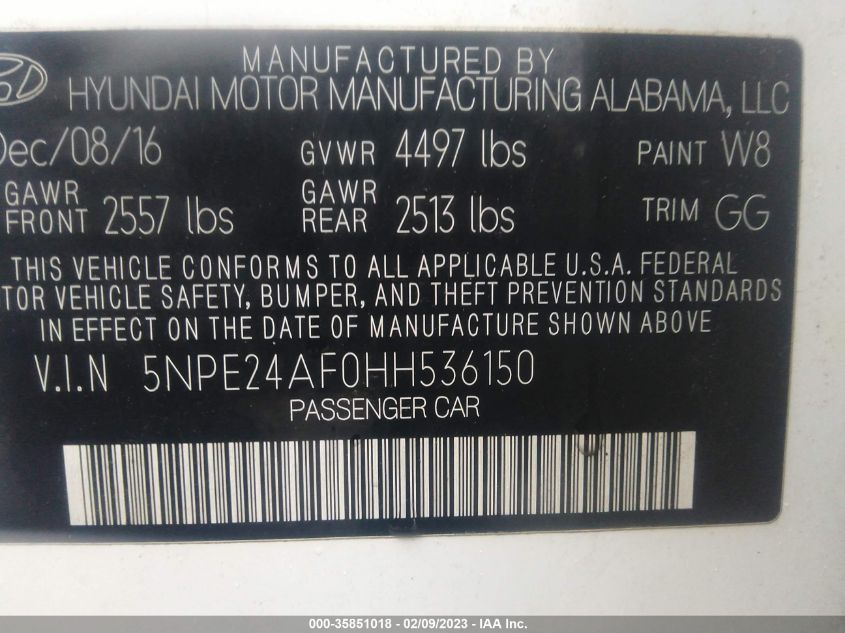 MANUFACTURED BY
HYUNDAI MOTOR MANUFACTURING ALABAMA, LLC
Dec/08/16 GVWR 4497 lbs PAINT W8
GAWR FRONT 2557 lbs GAWR REAR 2513 lbs TRIM GG
THIS VEHICLE CONFORMS TO ALL APPLICABLE U.S.A. FEDERAL
TOR VEHICLE SAFETY, BUMPER, AND THEFT PREVENTION STANDARDS
IN EFFECT ON THE DATE OF MANUFACTURE SHOWN ABOVE
V.I.N 5NPE24AF0HH536150
PASSENGER CAR
000-35851018 - 02/09/2023 - IAA Inc.